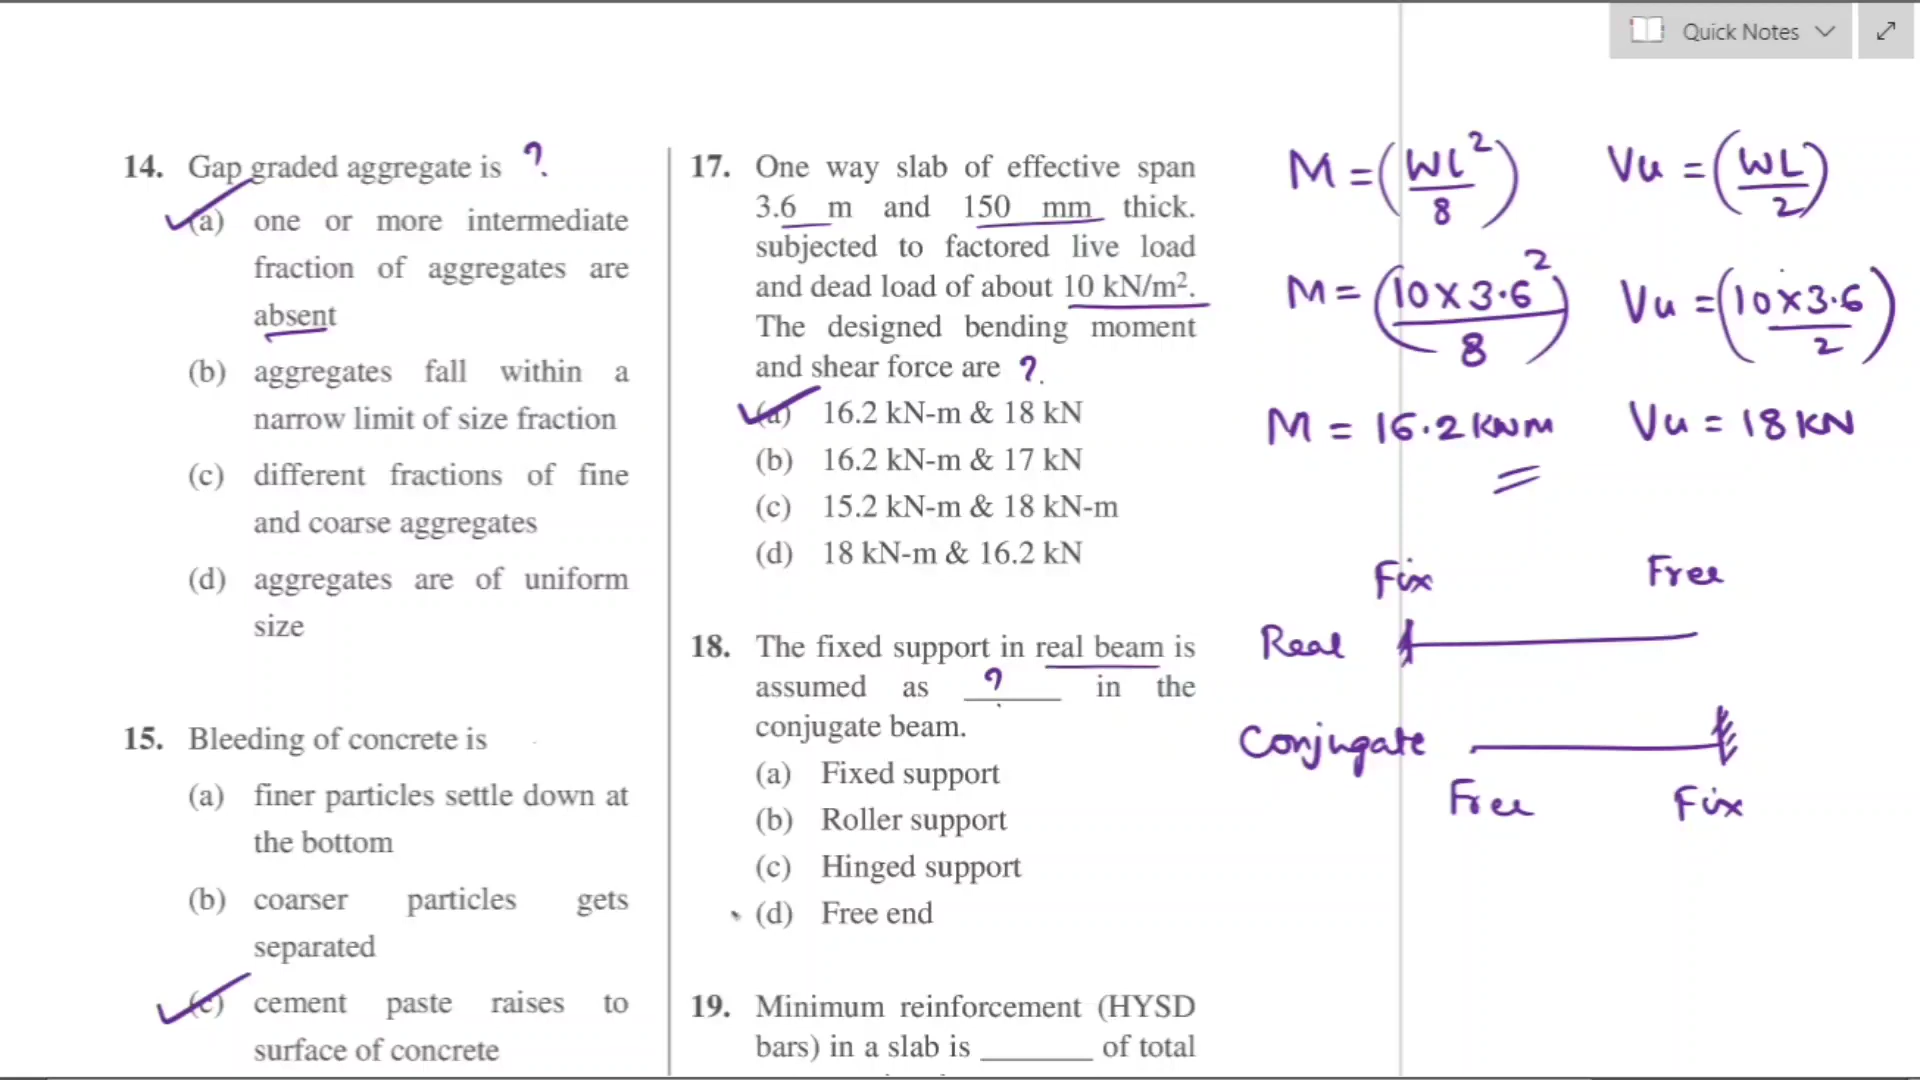 Quick Notes
14. Gap graded aggregate is ?
(a) one or more intermediate
fraction of aggregates are
absent
(b) aggregates fall within a
narrow limit of size fraction
(c) different fractions of fine
and coarse aggregates
(d) aggregates are of uniform
size
15. Bleeding of concrete is
(a) finer particles settle down at
the bottom
(b) coarser particles gets
separated
(c) cement paste raises to
surface of concrete
17. One way slab of effective span
3.6 m and 150 mm thick.
subjected to factored live load
and dead load of about 10 kN/m².
The designed bending moment
and shear force are ?
(a) 16.2 kN-m & 18 kN
(b) 16.2 kN-m & 17 kN
(c) 15.2 kN-m & 18 kN-m
(d) 18 kN-m & 16.2 kN
18. The fixed support in real beam is
assumed as ___?___ in the
conjugate beam.
(a) Fixed support
(b) Roller support
(c) Hinged support
(d) Free end
19. Minimum reinforcement (HYSD
bars) in a slab is _______ of total
M = (WL²/8) Vu = (WL/2)
M = (10 x 3.6²/8) Vu = (10 x 3.6/2)
M = 16.2 KNM Vu = 18 KN
Fix Free
Real
Conjugate
Free Fix